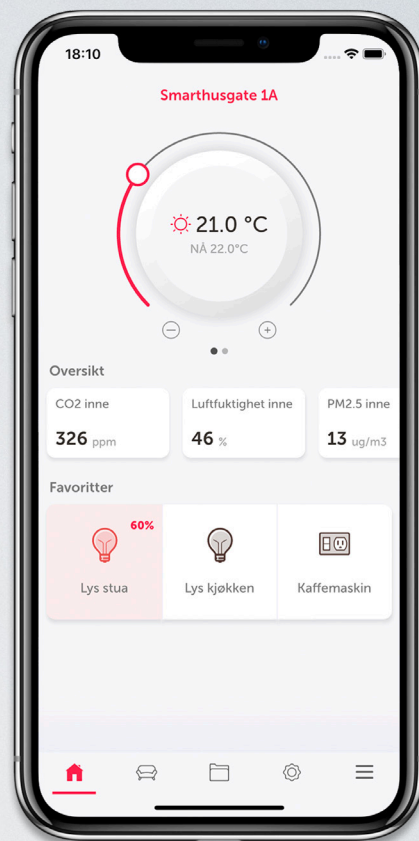 18:10
Smarthusgate 1A
21.0 °C
NÅ 22.0°C
Oversikt
CO2 inne
Luftfuktighet inne
PM2.5 inne
326 ppm
46 %
13 ug/m3
Favoritter
60%
Lys stua
Lys kjøkken
Kaffemaskin